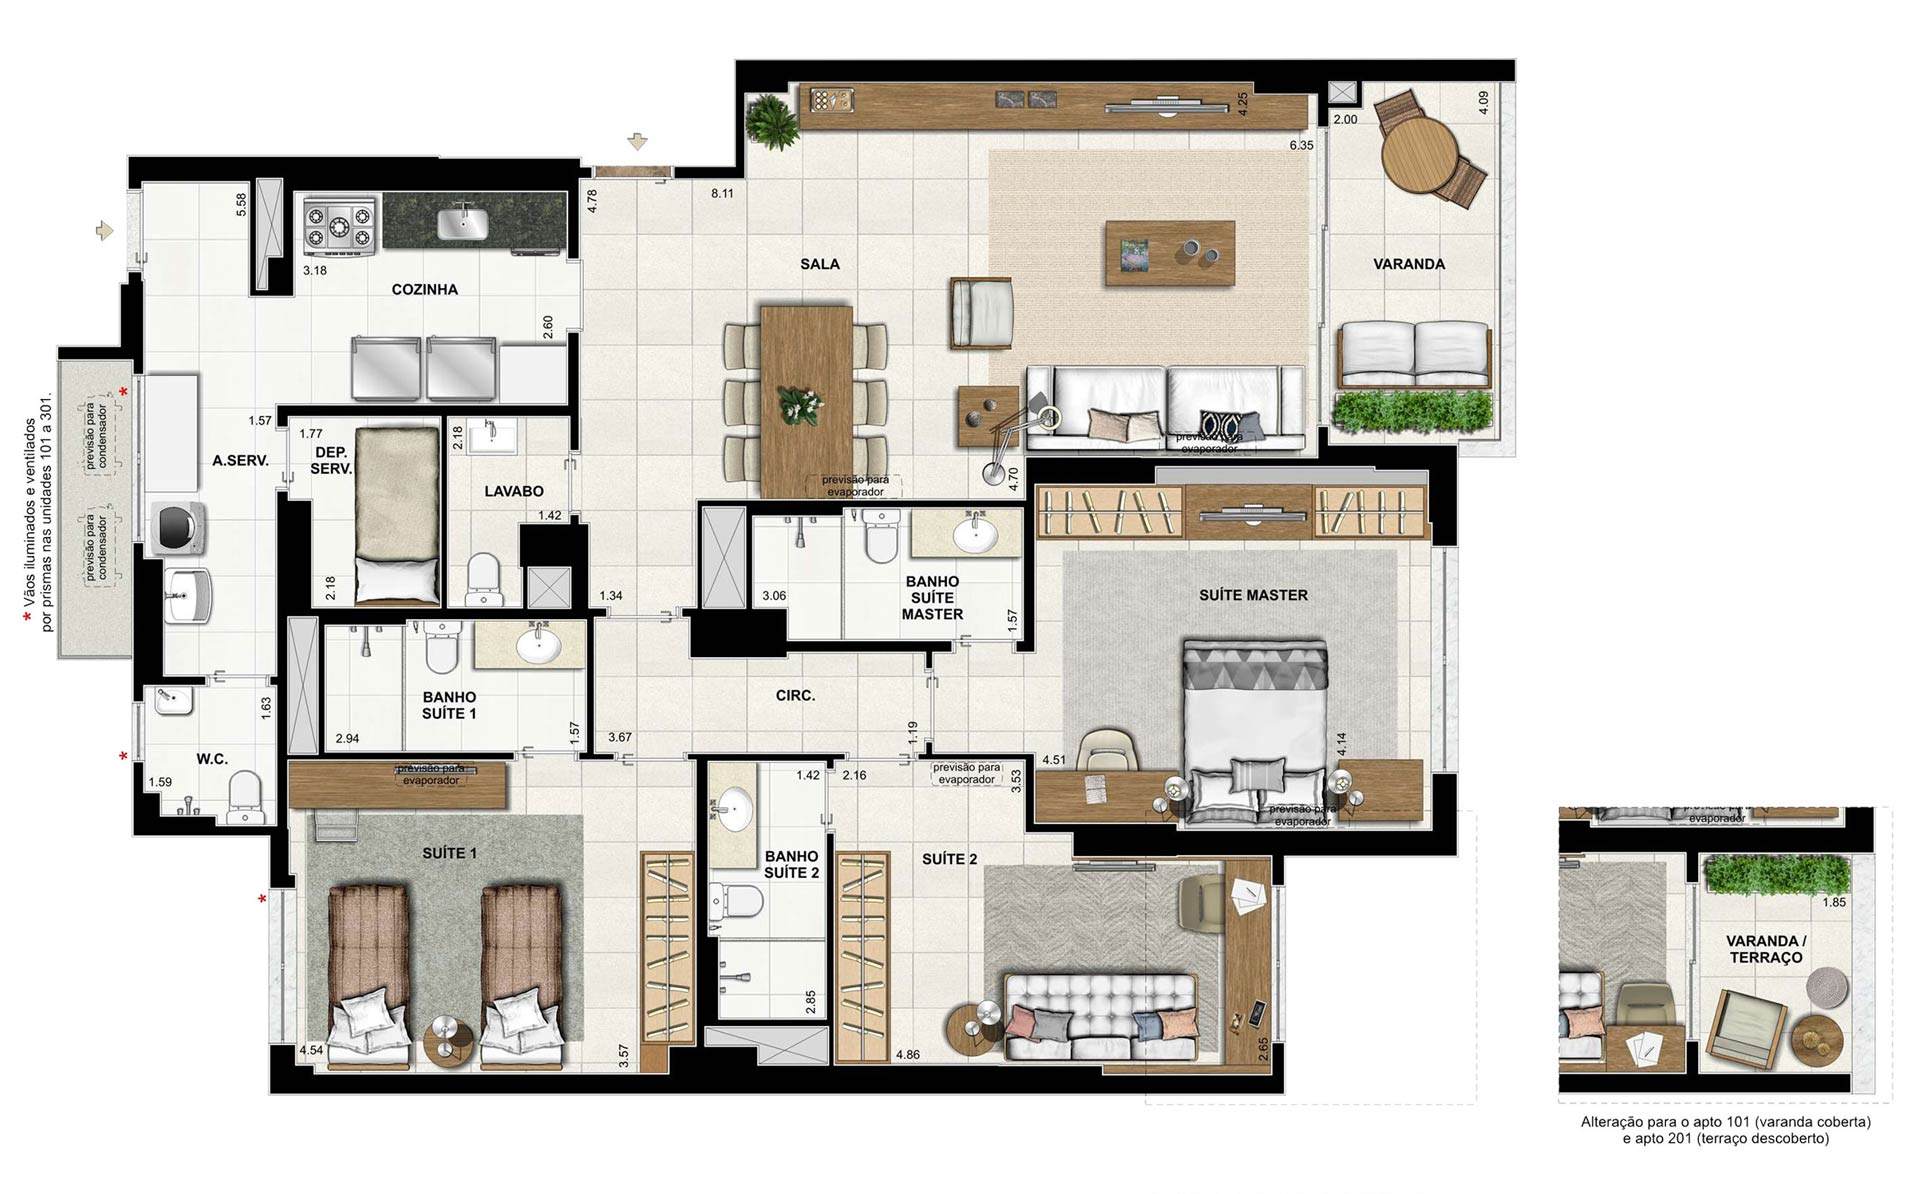 4.25
4.09
2.00
6.35
4.78
8.11
5.58
3.18
COZINHA
2.60
SALA
VARANDA
* Vãos iluminados e ventilados
por prismas nas unidades 101 a 301.
*
previsão para
condensador
previsão para
condensador
1.57
A.SERV.
1.77
DEP.
SERV.
2.18
2.18
LAVABO
1.42
previsão para
evaporador
4.70
previsão para
evaporador
1.34
3.06
BANHO
SUÍTE
MASTER
1.57
SUÍTE MASTER
4.51
4.14
previsão para
evaporador
1.63
W.C.
1.59
*
BANHO
SUÍTE 1
2.94
1.57
3.67
CIRC.
1.19
previsão para
evaporador
SUÍTE 1
*
4.54
3.57
1.42
BANHO
SUÍTE 2
2.85
2.16
previsão para
evaporador
3.53
SUÍTE 2
4.86
2.65
previsão para
evaporador
1.85
VARANDA /
TERRAÇO
Alteração para o apto 101 (varanda coberta)
e apto 201 (terraço descoberto)